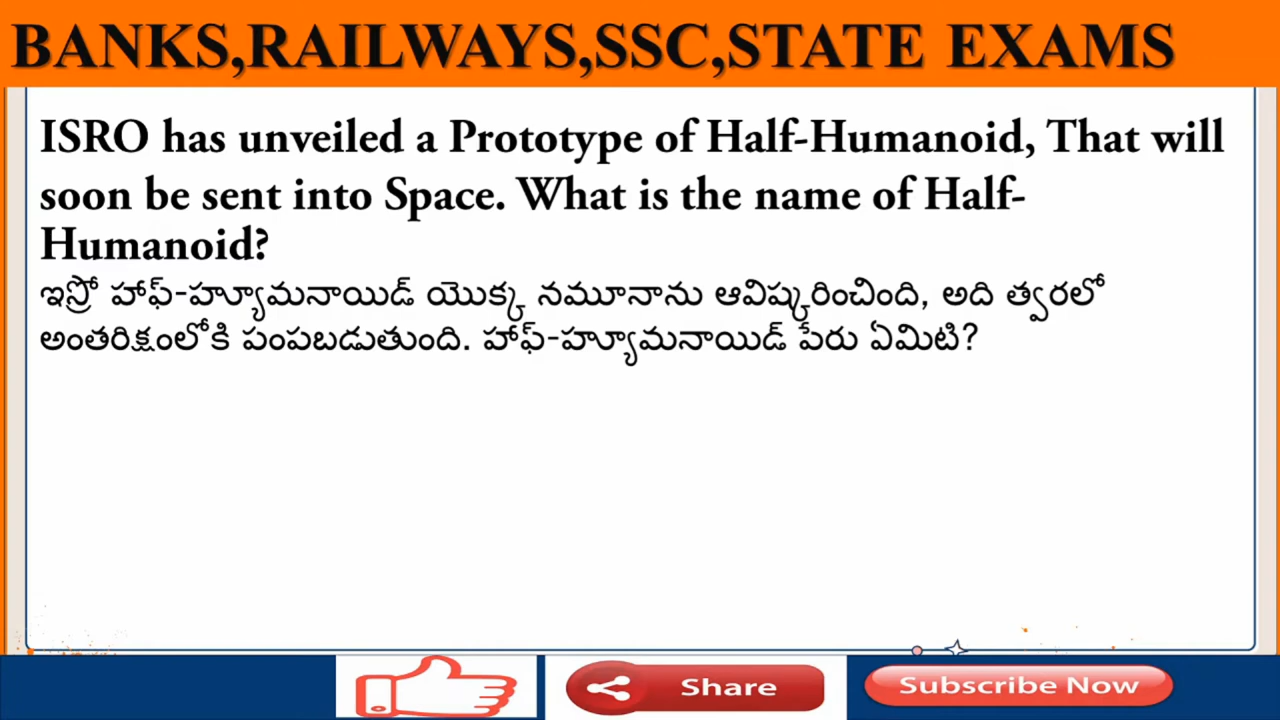 BANKS,RAILWAYS,SSC,STATE EXAMS
ISRO has unveiled a Prototype of Half-Humanoid, That will
soon be sent into Space. What is the name of Half-
Humanoid?
ఇస్రో హాఫ్-హ్యూమనాయిడ్ యొక్క నమూనాను ఆవిష్కరించింది, అది త్వరలో
అంతరిక్షంలోకి పంపబడుతుంది. హాఫ్-హ్యూమనాయిడ్ పేరు ఏమిటి?
Share
Subscribe Now